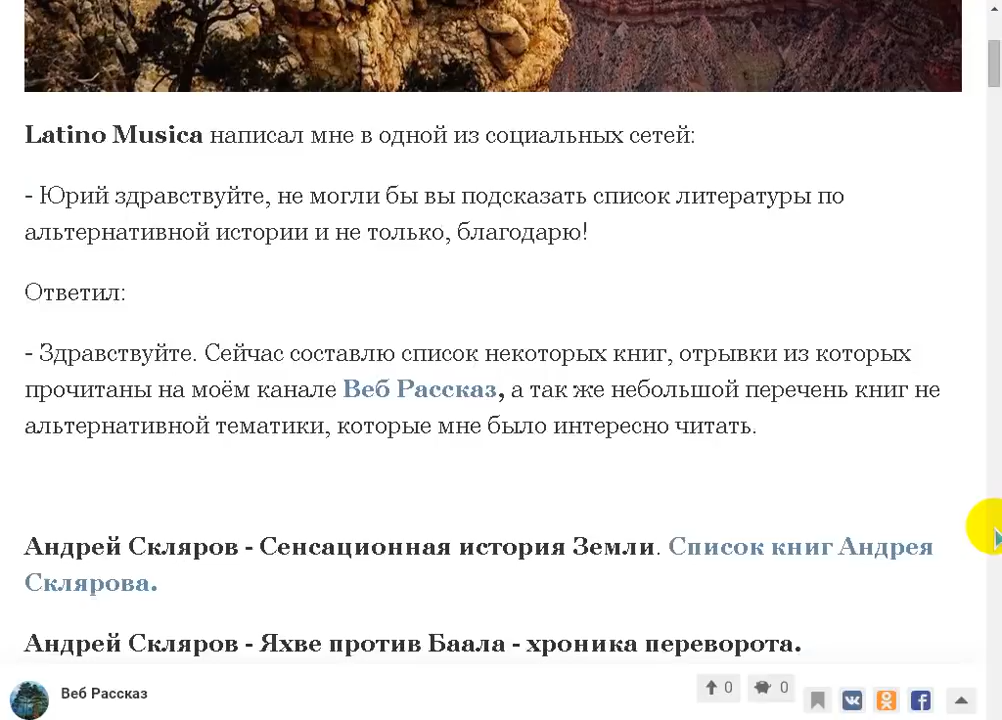 Latino Musica написал мне в одной из социальных сетей:
- Юрий здравствуйте, не могли бы вы подсказать список литературы по
альтернативной истории и не только, благодарю!
Ответил:
- Здравствуйте. Сейчас составлю список некоторых книг, отрывки из которых
прочитаны на моём канале Веб Рассказ, а так же небольшой перечень книг не
альтернативной тематики, которые мне было интересно читать.
Андрей Скляров - Сенсационная история Земли. Список книг Андрея
Склярова.
Андрей Скляров - Яхве против Баала - хроника переворота.
Веб Рассказ
0
0